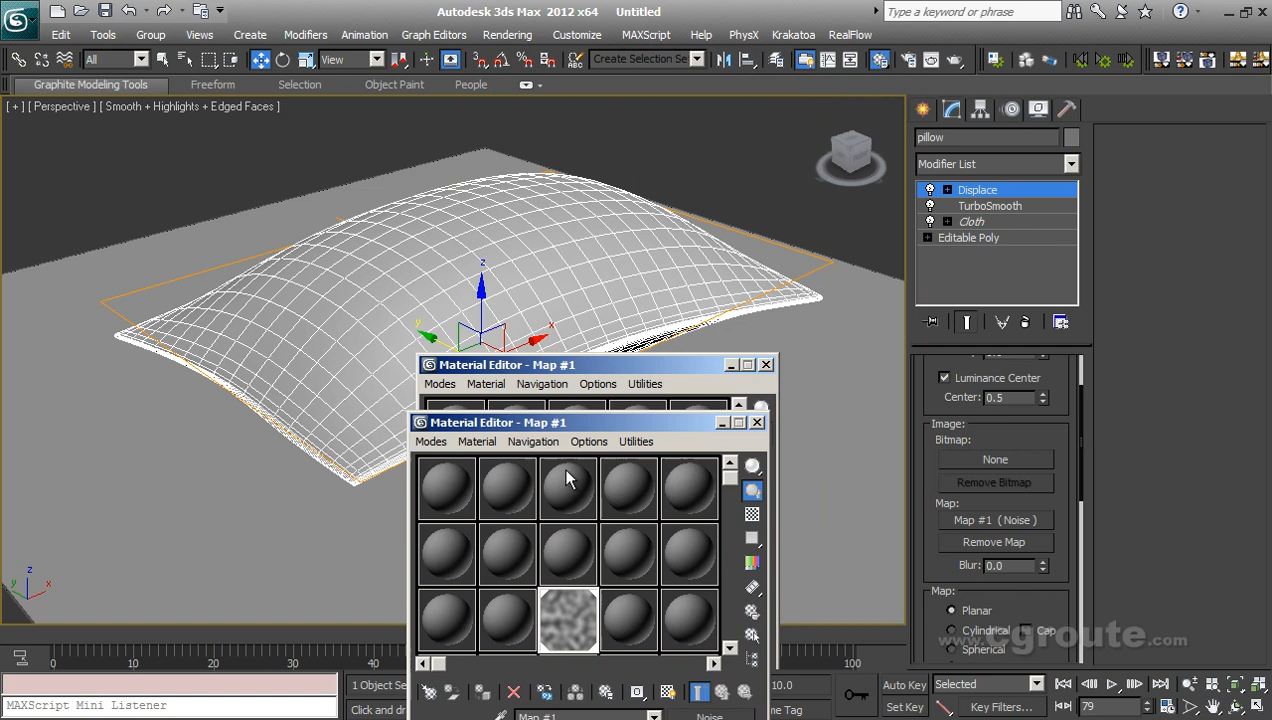 Autodesk 3ds Max 2012 x64 Untitled
Type a keyword or phrase
Edit Tools Group Views Create Modifiers Animation Graph Editors Rendering Customize MAXScript Help PhysX Krakatoa RealFlow
All View Create Selection Se
Graphite Modeling Tools Freeform Selection Object Paint People
[ + ] [ Perspective ] [ Smooth + Highlights + Edged Faces ]
pillow
Modifier List
Displace
TurboSmooth
Cloth
Editable Poly
z
y
x
Material Editor - Map #1
Modes Material Navigation Options Utilities
Material Editor - Map #1
Modes Material Navigation Options Utilities
Luminance Center
Center: 0.5
Image:
Bitmap:
None
Remove Bitmap
Map:
Map #1 ( Noise )
Remove Map
Blur: 0.0
Map:
Planar
Cylindrical Cap
Spherical
www.cgroute.com
z
y
x
0 10 20 30 40 100
1 Object Se
10.0
Auto Key Selected
MAXScript Mini Listener
Click and dra
me Tag
Set Key Key Filters... 79
Map #1 Noise